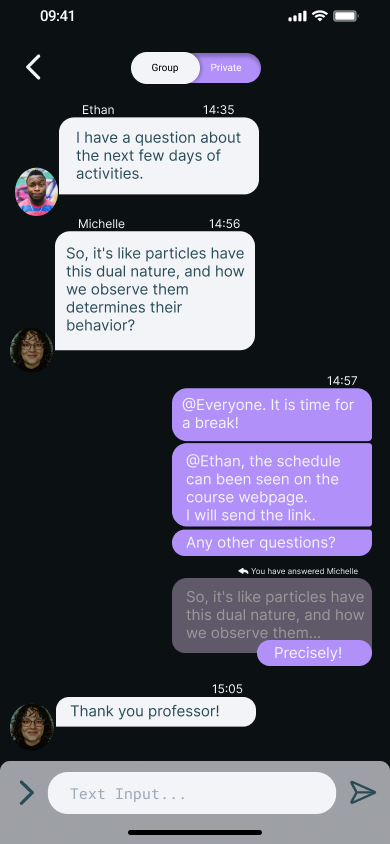 09:41
Group Private
Ethan 14:35
I have a question about
the next few days of
activities.
Michelle 14:56
So, it's like particles have
this dual nature, and how
we observe them
determines their
behavior?
14:57
@Everyone. It is time for
a break!
@Ethan, the schedule
can been seen on the
course webpage.
I will send the link.
Any other questions?
You have answered Michelle
So, it's like particles have
this dual nature, and how
we observe them...
Precisely!
15:05
Thank you professor!
Text Input...